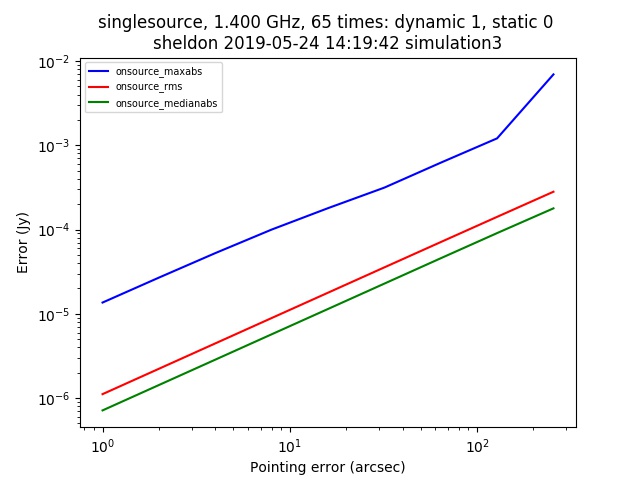 singlesource, 1.400 GHz, 65 times: dynamic 1, static 0
sheldon 2019-05-24 14:19:42 simulation3
onsource_maxabs
onsource_rms
onsource_medianabs
Error (Jy)
10⁻²
10⁻³
10⁻⁴
10⁻⁵
10⁻⁶
10⁰ 10¹ 10²
Pointing error (arcsec)